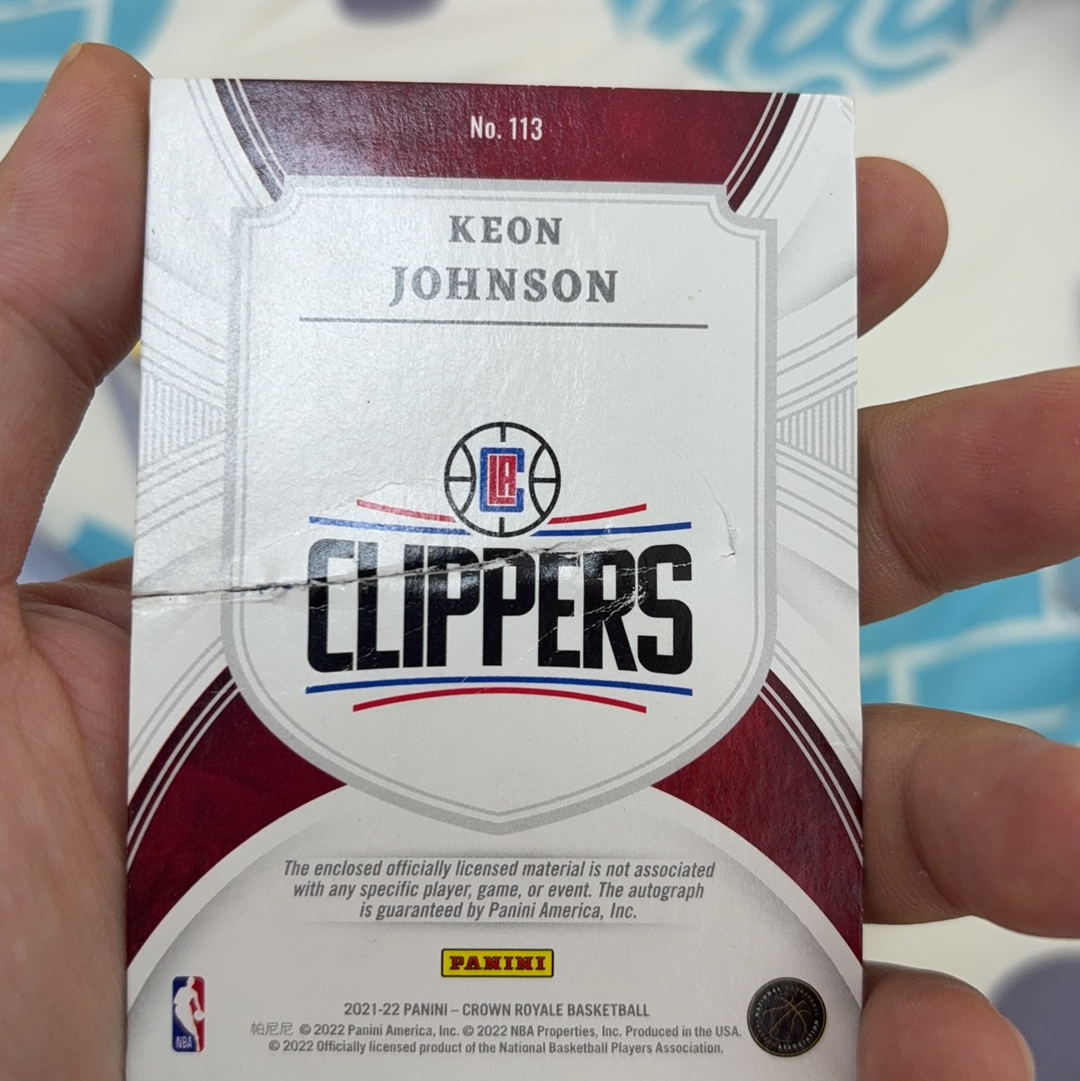 No. 113
KEON
JOHNSON
LAC
CLIPPERS
The enclosed officially licensed material is not associated
with any specific player, game, or event. The autograph
is guaranteed by Panini America, Inc.
PANINI
2021-22 PANINI – CROWN ROYALE BASKETBALL
帕尼尼 © 2022 Panini America, Inc. © 2022 NBA Properties, Inc. Produced in the USA.
© 2022 Officially licensed product of the National Basketball Players Association.
NBA